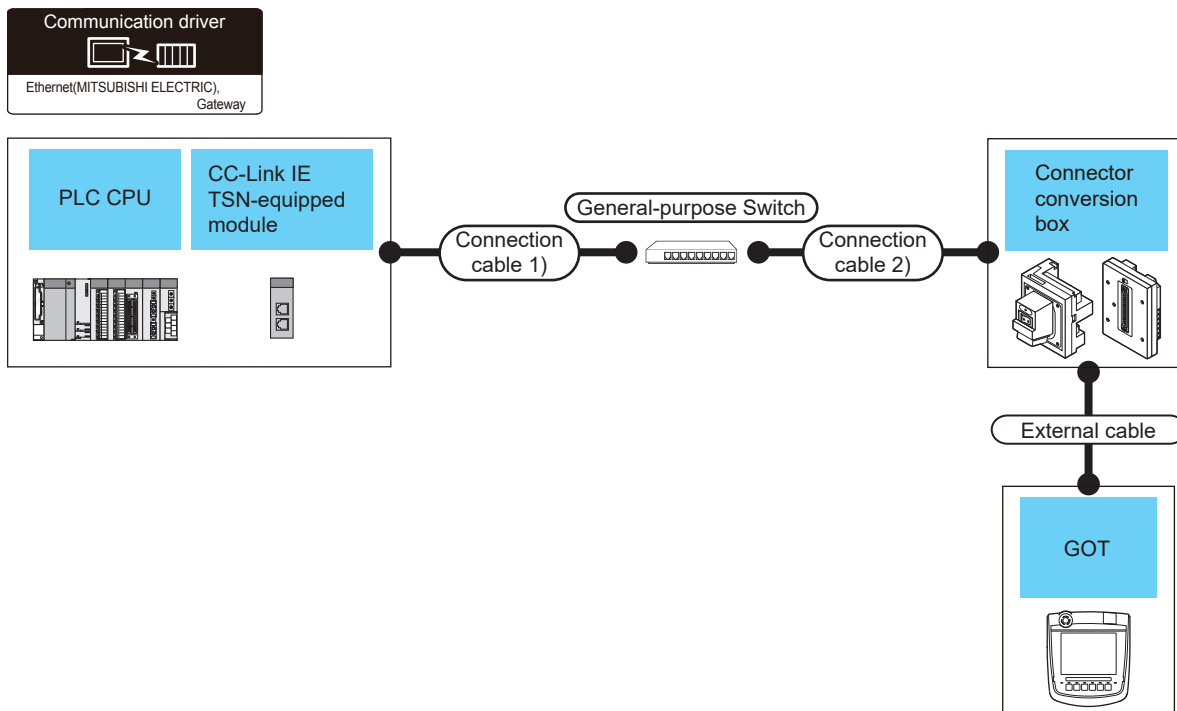 Communication driver
Ethernet(MITSUBISHI ELECTRIC),
Gateway
PLC CPU
CC-Link IE
TSN-equipped
module
Connection
cable 1)
General-purpose Switch
Connection
cable 2)
Connector
conversion
box
External cable
GOT